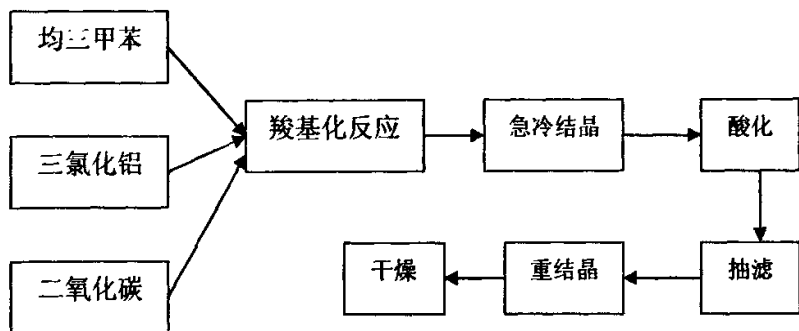 均三甲苯
三氯化铝
二氧化碳
羧基化反应
急冷结晶
酸化
抽滤
重结晶
干燥